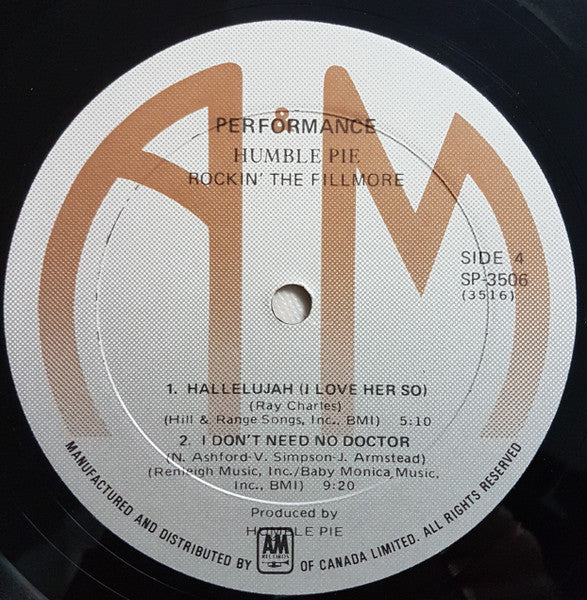 A&M
PERFORMANCE
HUMBLE PIE
ROCKIN' THE FILLMORE
SIDE 4
SP-3506
(3516)
1. HALLELUJAH (I LOVE HER SO)
(Ray Charles)
(Hill & Range Songs, Inc., BMI) 5:10
2. I DON'T NEED NO DOCTOR
(N. Ashford-V. Simpson-J. Armstead)
(Renleigh Music, Inc./Baby Monica Music,
Inc., BMI) 9:20
Produced by
HUMBLE PIE
MANUFACTURED AND DISTRIBUTED BY AM RECORDS OF CANADA LIMITED. ALL RIGHTS RESERVED